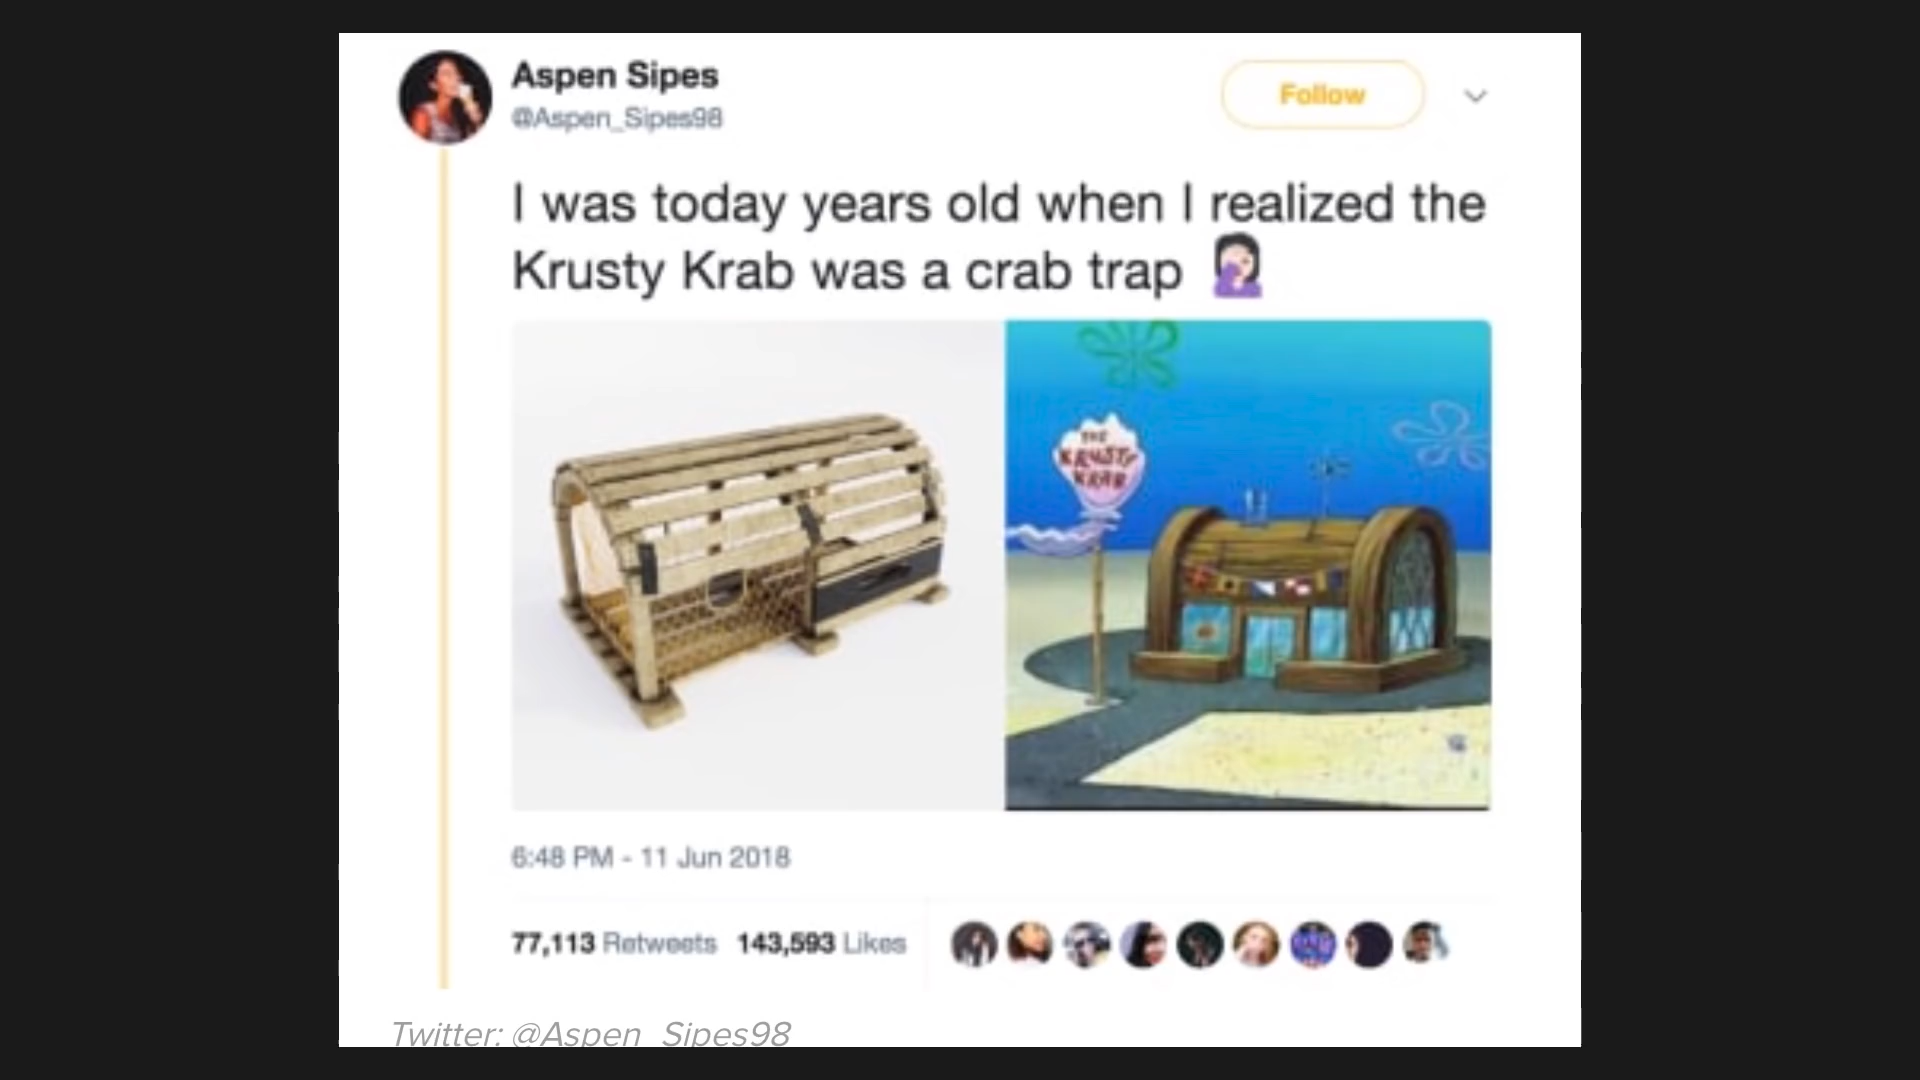 Aspen Sipes
@Aspen_Sipes98
Follow
I was today years old when I realized the
Krusty Krab was a crab trap
THE
KRUSTY
KRAB
6:48 PM - 11 Jun 2018
77,113 Retweets 143,593 Likes
Twitter: @Aspen_Sipes98